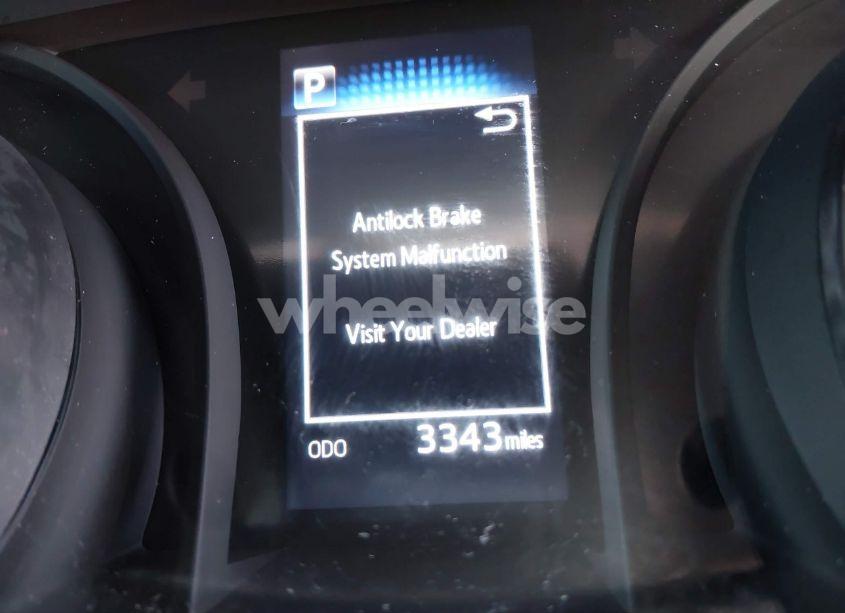 P
Antilock Brake
System Malfunction
wheelwise
Visit Your Dealer
ODO 3343 miles